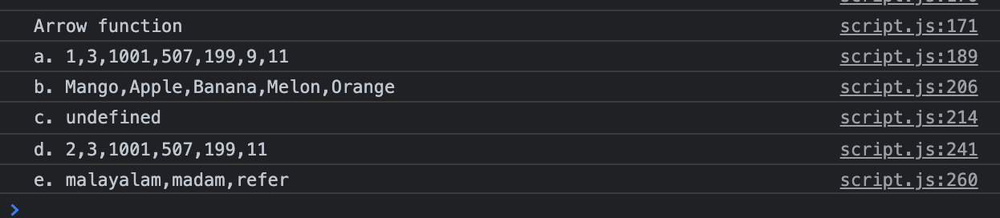 Arrow function script.js:171
a. 1,3,1001,507,199,9,11 script.js:189
b. Mango,Apple,Banana,Melon,Orange script.js:206
c. undefined script.js:214
d. 2,3,1001,507,199,11 script.js:241
e. malayalam,madam,refer script.js:260
>